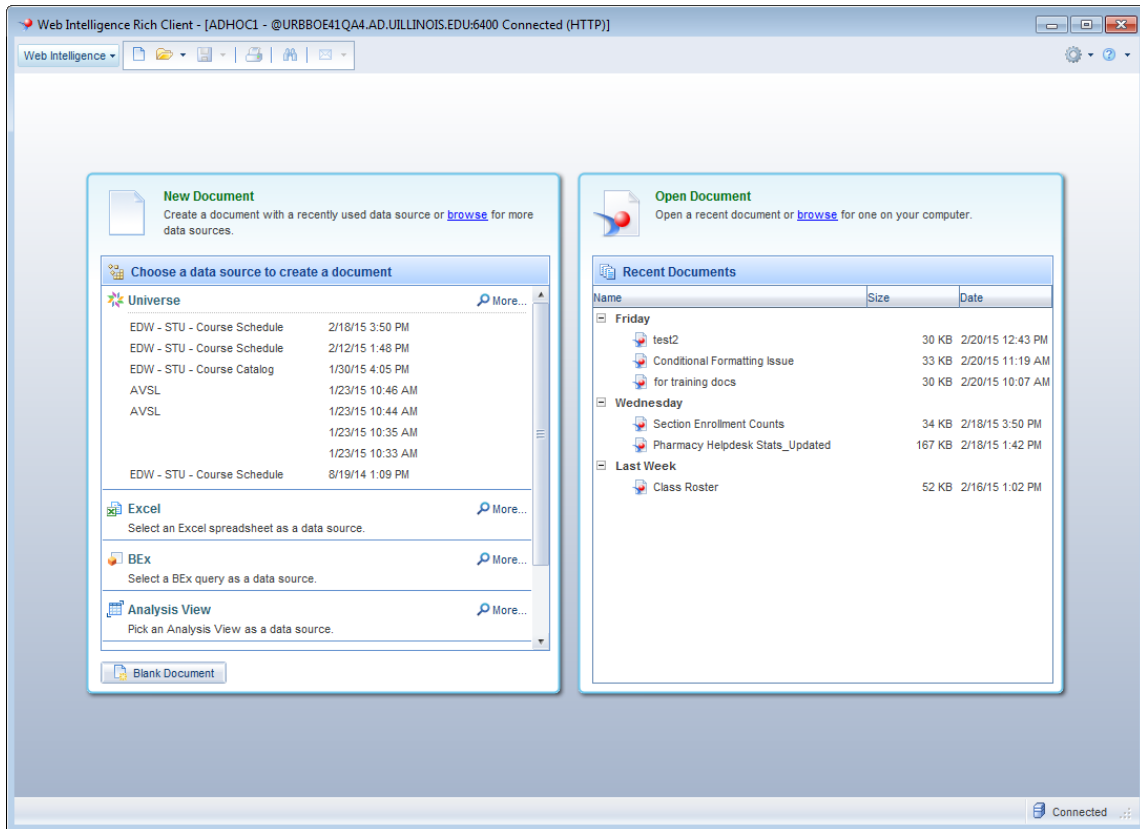 Web Intelligence Rich Client - [ADHOC1 - @URBBOE41QA4.AD.UILLINOIS.EDU:6400 Connected (HTTP)]
Web Intelligence
New Document
Create a document with a recently used data source or browse for more
data sources.
Choose a data source to create a document
Universe More...
EDW - STU - Course Schedule 2/18/15 3:50 PM
EDW - STU - Course Schedule 2/12/15 1:48 PM
EDW - STU - Course Catalog 1/30/15 4:05 PM
AVSL 1/23/15 10:46 AM
AVSL 1/23/15 10:44 AM
1/23/15 10:35 AM
1/23/15 10:33 AM
EDW - STU - Course Schedule 8/19/14 1:09 PM
Excel More...
Select an Excel spreadsheet as a data source.
BEx More...
Select a BEx query as a data source.
Analysis View More...
Pick an Analysis View as a data source.
Blank Document
Open Document
Open a recent document or browse for one on your computer.
Recent Documents
Name Size Date
Friday
test2 30 KB 2/20/15 12:43 PM
Conditional Formatting Issue 33 KB 2/20/15 11:19 AM
for training docs 30 KB 2/20/15 10:07 AM
Wednesday
Section Enrollment Counts 34 KB 2/18/15 3:50 PM
Pharmacy Helpdesk Stats_Updated 167 KB 2/18/15 1:42 PM
Last Week
Class Roster 52 KB 2/16/15 1:02 PM
Connected